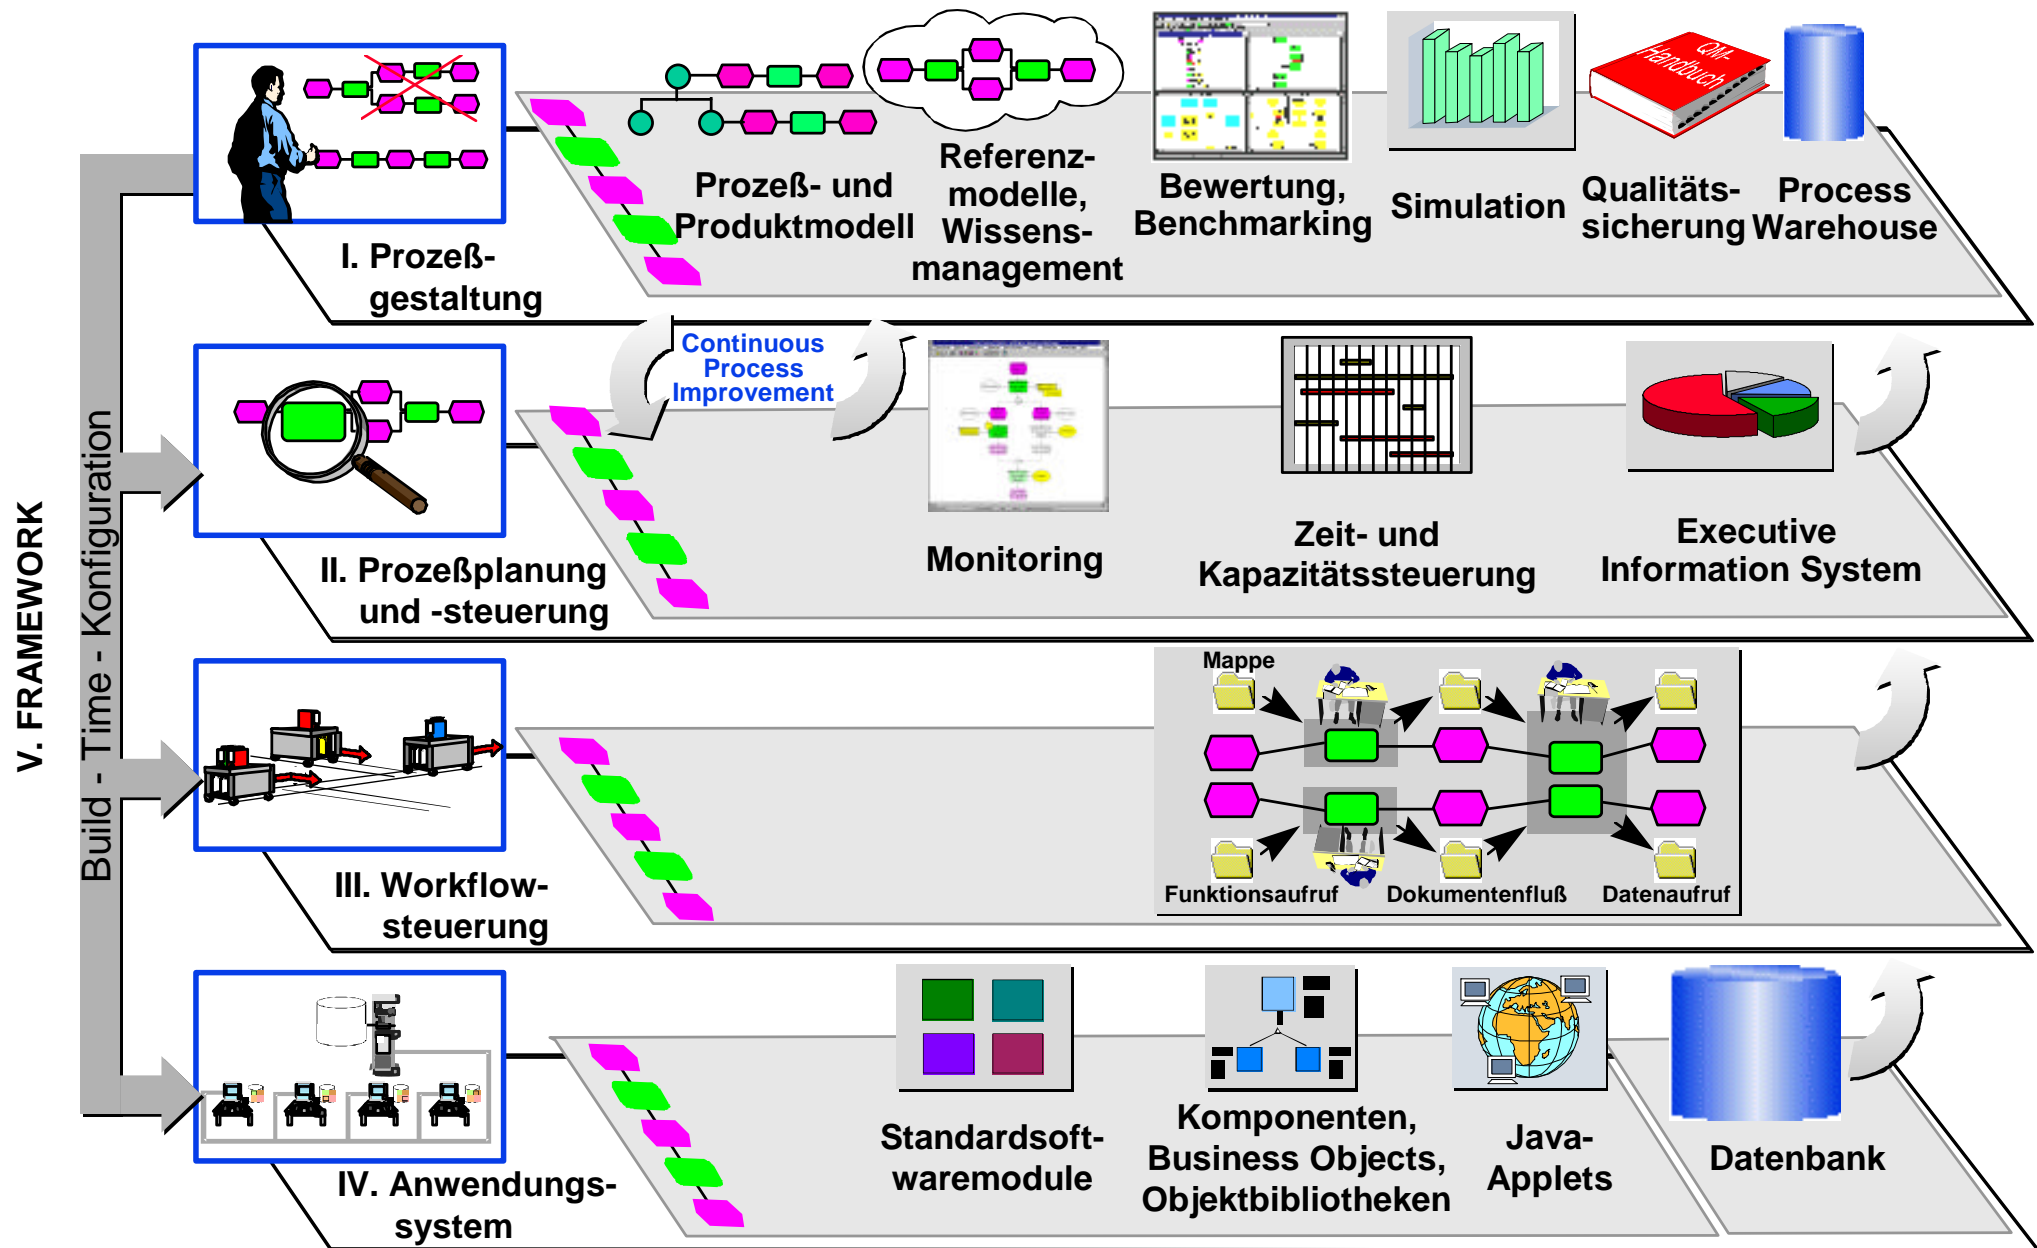 QM-
Handbuch
Prozeß- und
Produktmodell
Referenz-
modelle,
Wissens-
management
Bewertung,
Benchmarking
Simulation
Qualitäts-
sicherung
Process
Warehouse
I. Prozeß-
gestaltung
Continuous
Process
Improvement
Monitoring
Zeit- und
Kapazitätssteuerung
Executive
Information System
II. Prozeßplanung
und -steuerung
V. FRAMEWORK
Build - Time - Konfiguration
Mappe
Funktionsaufruf
Dokumentenfluß
Datenaufruf
III. Workflow-
steuerung
Standardsoft-
waremodule
Komponenten,
Business Objects,
Objektbibliotheken
Java-
Applets
Datenbank
IV. Anwendungs-
system